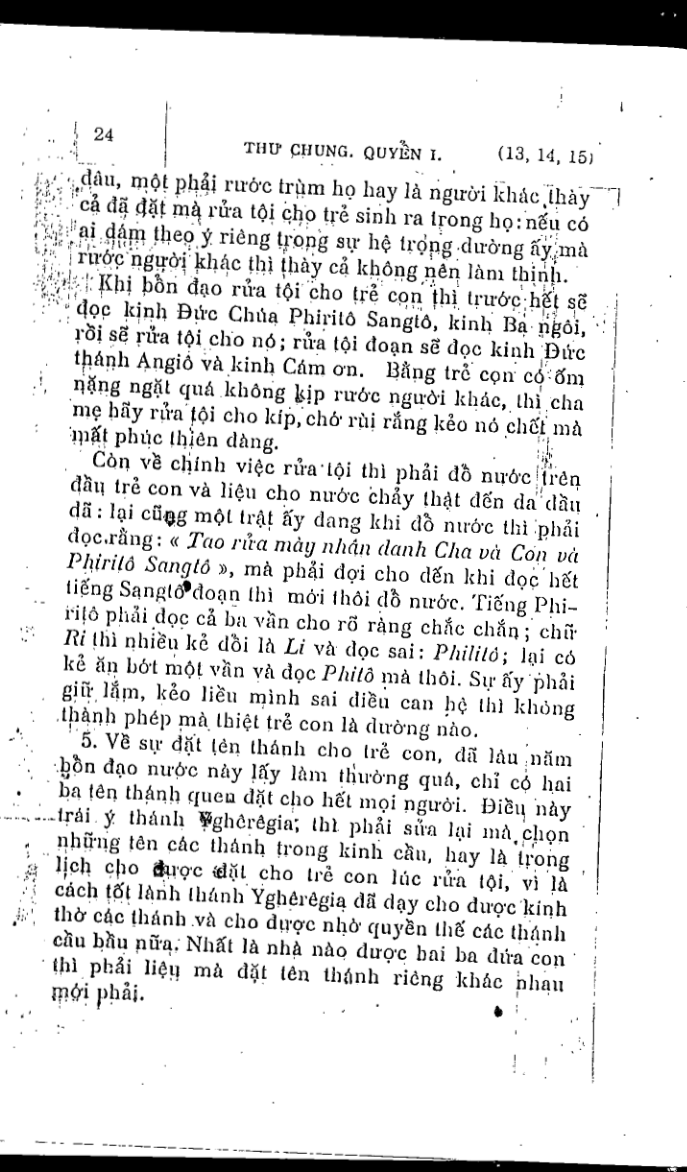 24
THƯ CHUNG. QUYỂN I. (13, 14, 15)
đâu, một phải rước trùm họ hay là người khác thày
cả đã đặt mà rửa tội cho trẻ sinh ra trong họ: nếu có
ai dám theo ý riêng trong sự hệ trọng dường ấy mà
rước người khác thì thày cả không nên làm thinh.
Khi bổn đạo rửa tội cho trẻ con thì trước hết sẽ
đọc kinh Đức Chúa Phiritô Sangtô, kinh Ba ngôi,
rồi sẽ rửa tội cho nó; rửa tội đoạn sẽ đọc kinh Đức
thánh Angiô và kinh Cám ơn. Bằng trẻ con có ốm
nặng ngặt quá không kịp rước người khác, thì cha
mẹ hãy rửa tội cho kíp, chớ rùi rắng kẻo nó chết mà
mất phúc thiên đàng.
Còn về chính việc rửa tội thì phải đổ nước trên
đầu trẻ con và liệu cho nước chảy thật đến da đầu
đã: lại cũng một trật ấy đang khi đổ nước thì phải
đọc rằng: « Tao rửa mày nhân danh Cha và Con và
Phiritô Sangtô », mà phải đợi cho đến khi đọc hết
tiếng Sangtô đoạn thì mới thôi đổ nước. Tiếng Phi-
ritô phải đọc cả ba vần cho rõ ràng chắc chắn; chữ
Ri thì nhiều kẻ đổi là Li và đọc sai: Philitô; lại có
kẻ ăn bớt một vần và đọc Phitô mà thôi. Sự ấy phải
giữ lắm, kẻo liều mình sai điều can hệ thì không
thành phép mà thiệt trẻ con là dường nào.
5. Về sự đặt tên thánh cho trẻ con, đã lâu năm
bổn đạo nước này lấy làm thường quá, chỉ có hai
ba tên thánh quen đặt cho hết mọi người. Điều này
trái ý thánh Yghêrêgia; thì phải sửa lại mà chọn
những tên các thánh trong kinh cầu, hay là trong
lịch cho được đặt cho trẻ con lúc rửa tội, vì là
cách tốt lành thánh Yghêrêgia đã dạy cho được kính
thờ các thánh và cho được nhờ quyền thế các thánh
cầu bầu nữa. Nhất là nhà nào được hai ba đứa con
thì phải liệu mà đặt tên thánh riêng khác nhau
mới phải.